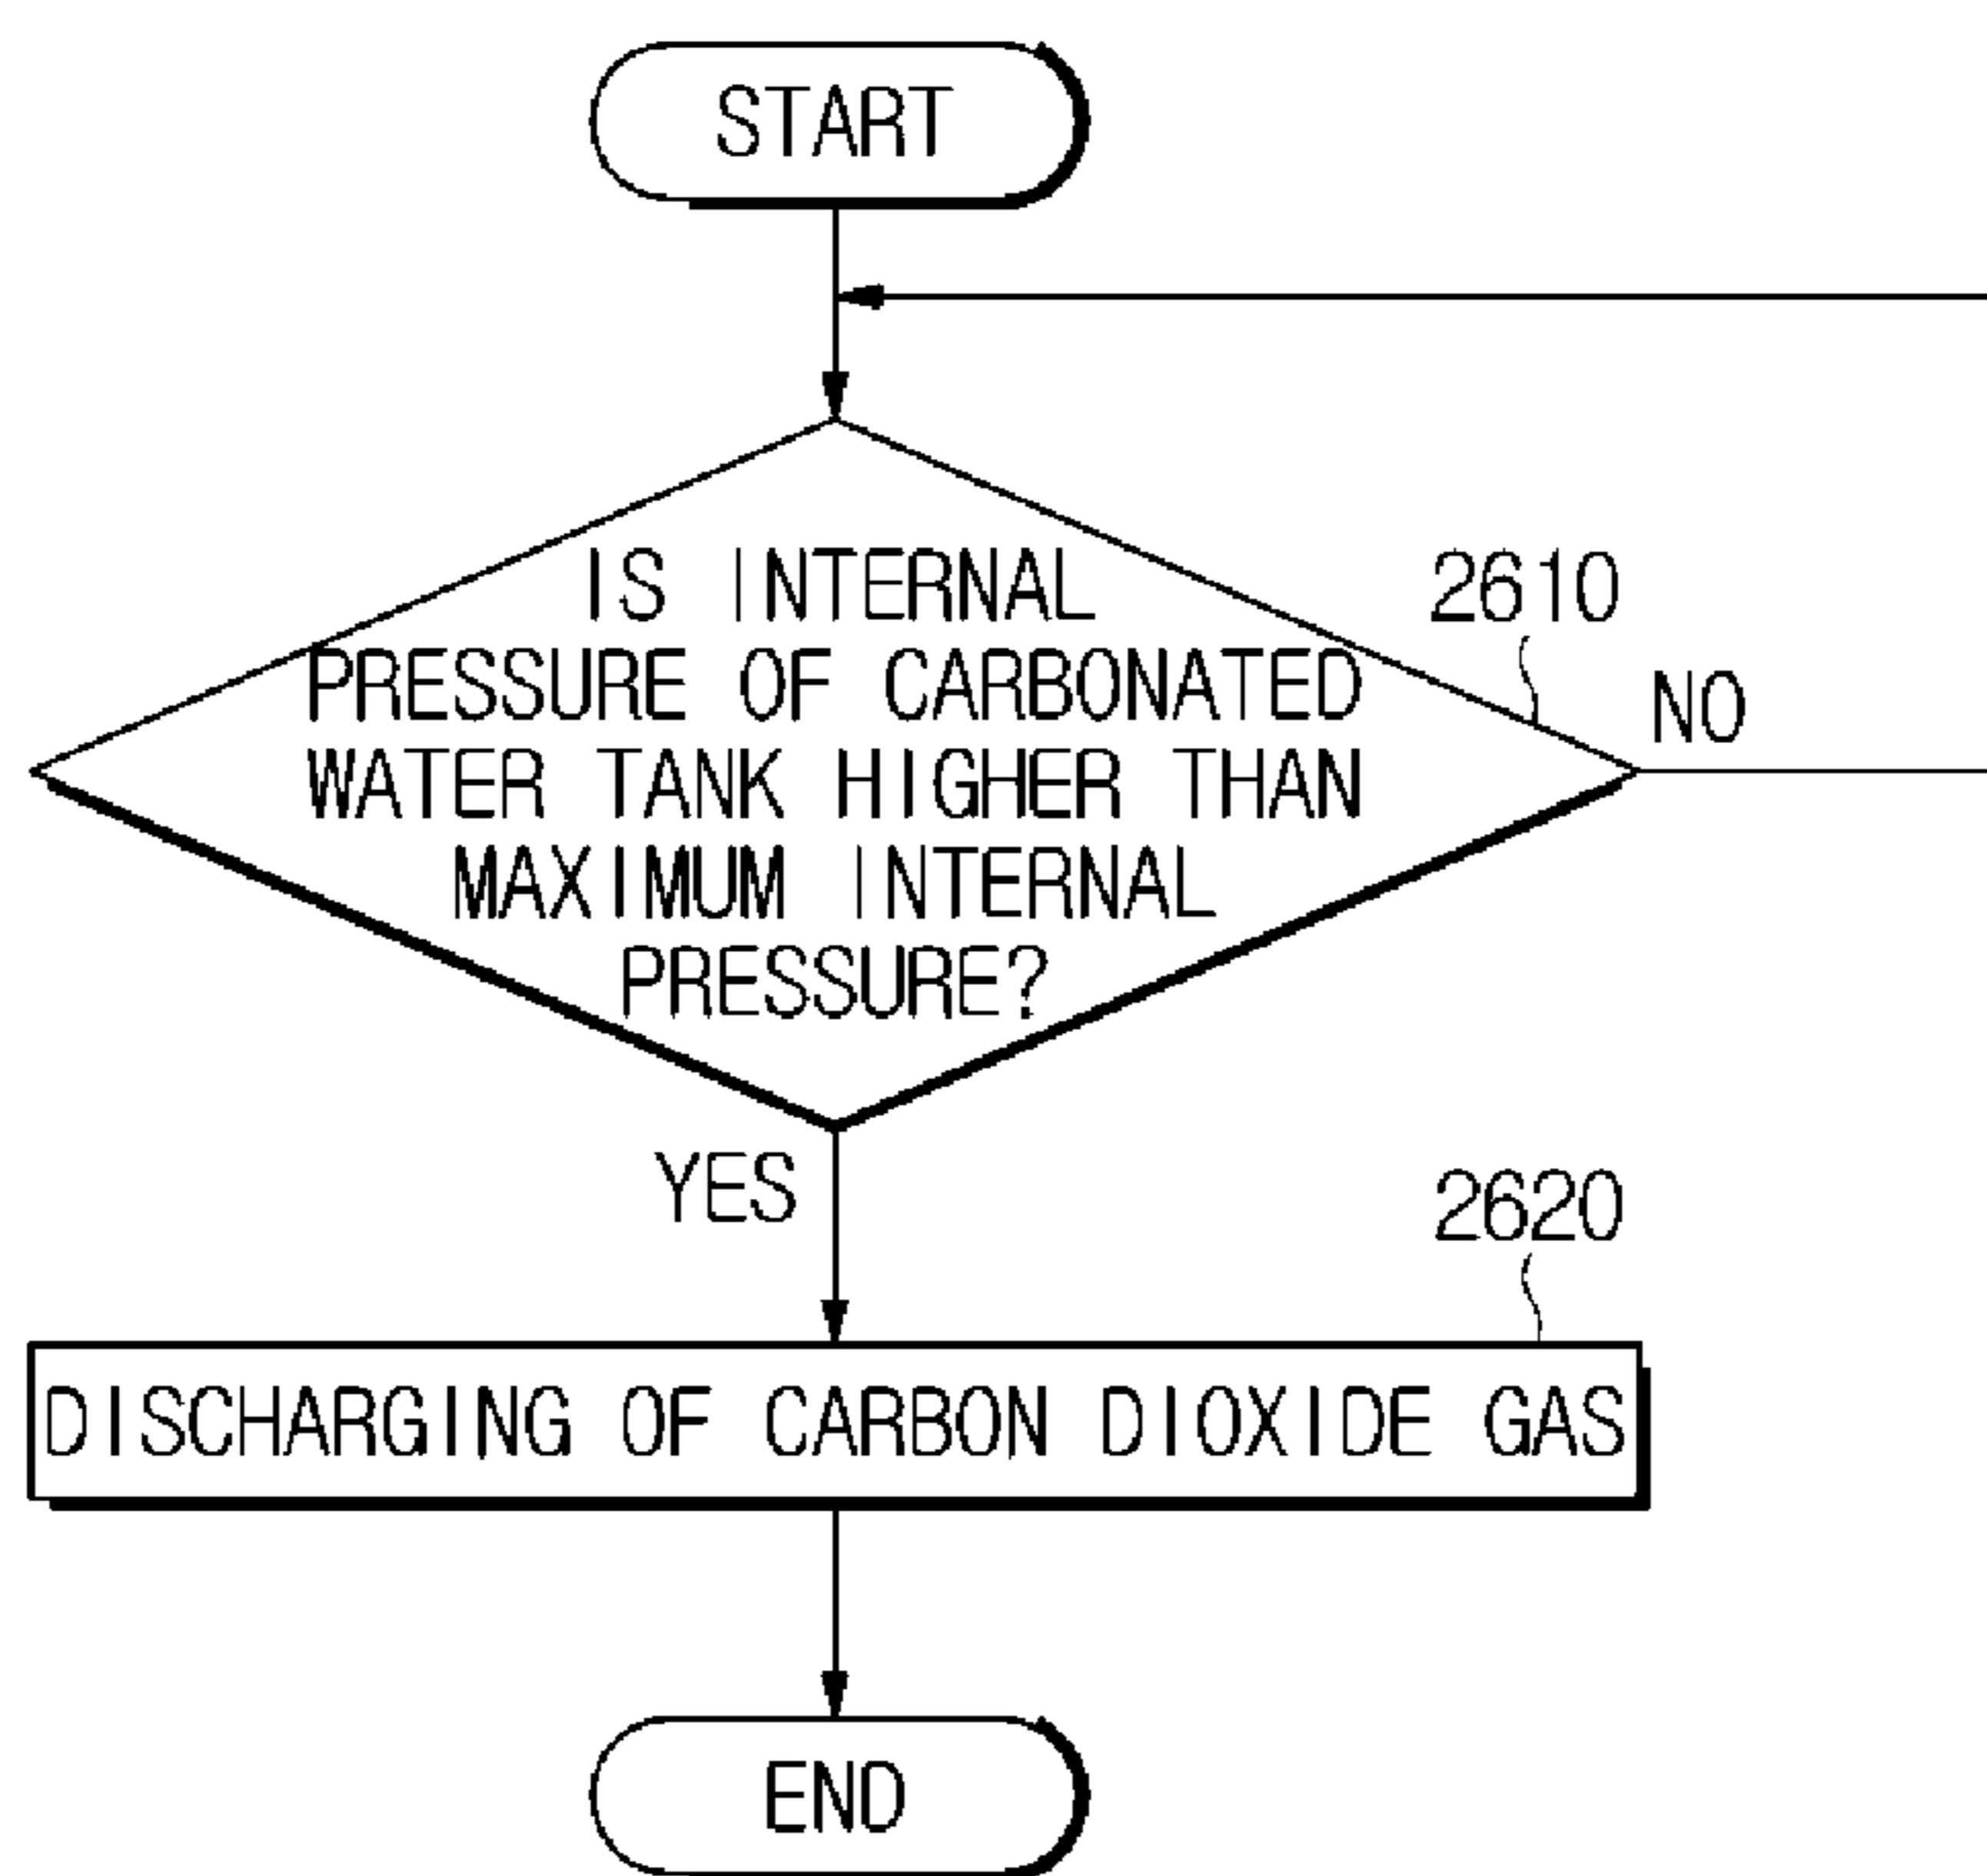 START
IS INTERNAL
PRESSURE OF CARBONATED
WATER TANK HIGHER THAN
MAXIMUM INTERNAL
PRESSURE?
2610
NO
YES
2620
DISCHARGING OF CARBON DIOXIDE GAS
END